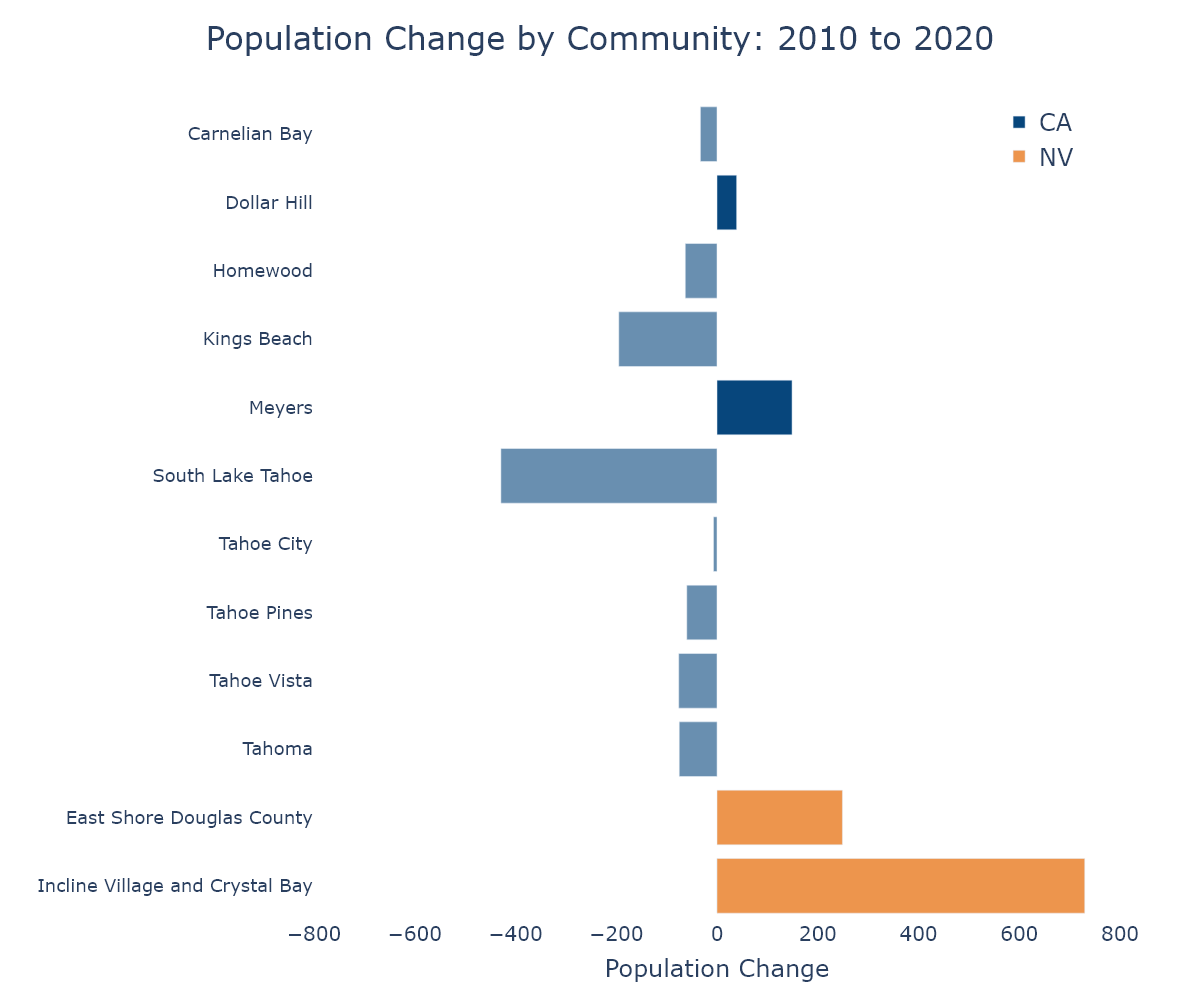 Population Change by Community: 2010 to 2020
CA
NV
Carnelian Bay
Dollar Hill
Homewood
Kings Beach
Meyers
South Lake Tahoe
Tahoe City
Tahoe Pines
Tahoe Vista
Tahoma
East Shore Douglas County
Incline Village and Crystal Bay
−800 −600 −400 −200 0 200 400 600 800
Population Change